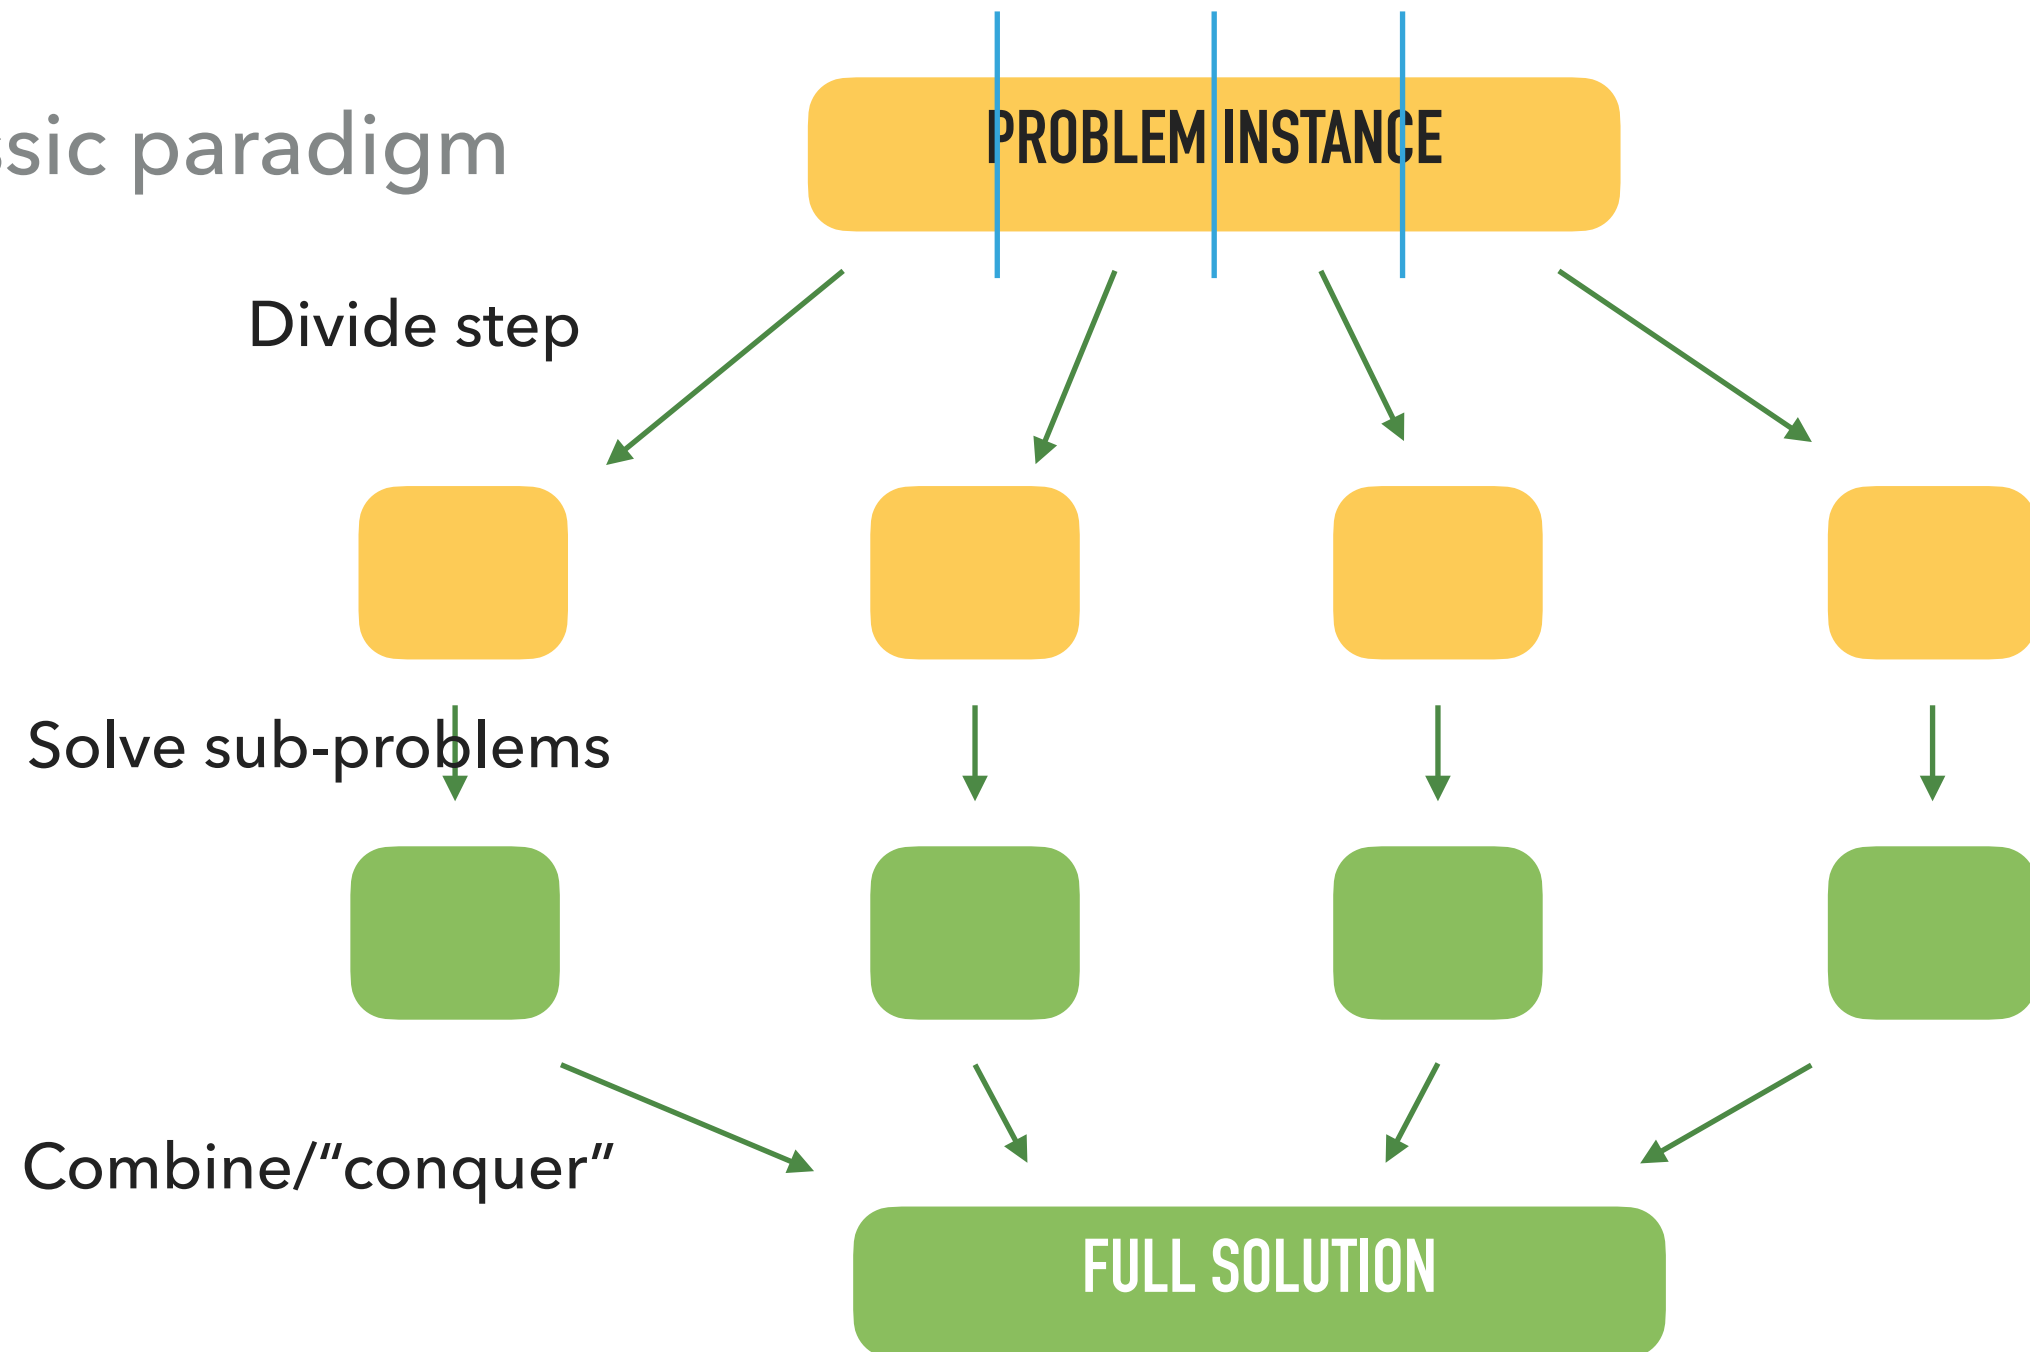 ssic paradigm
PROBLEM INSTANCE
Divide step
Solve sub-problems
Combine/“conquer”
FULL SOLUTION